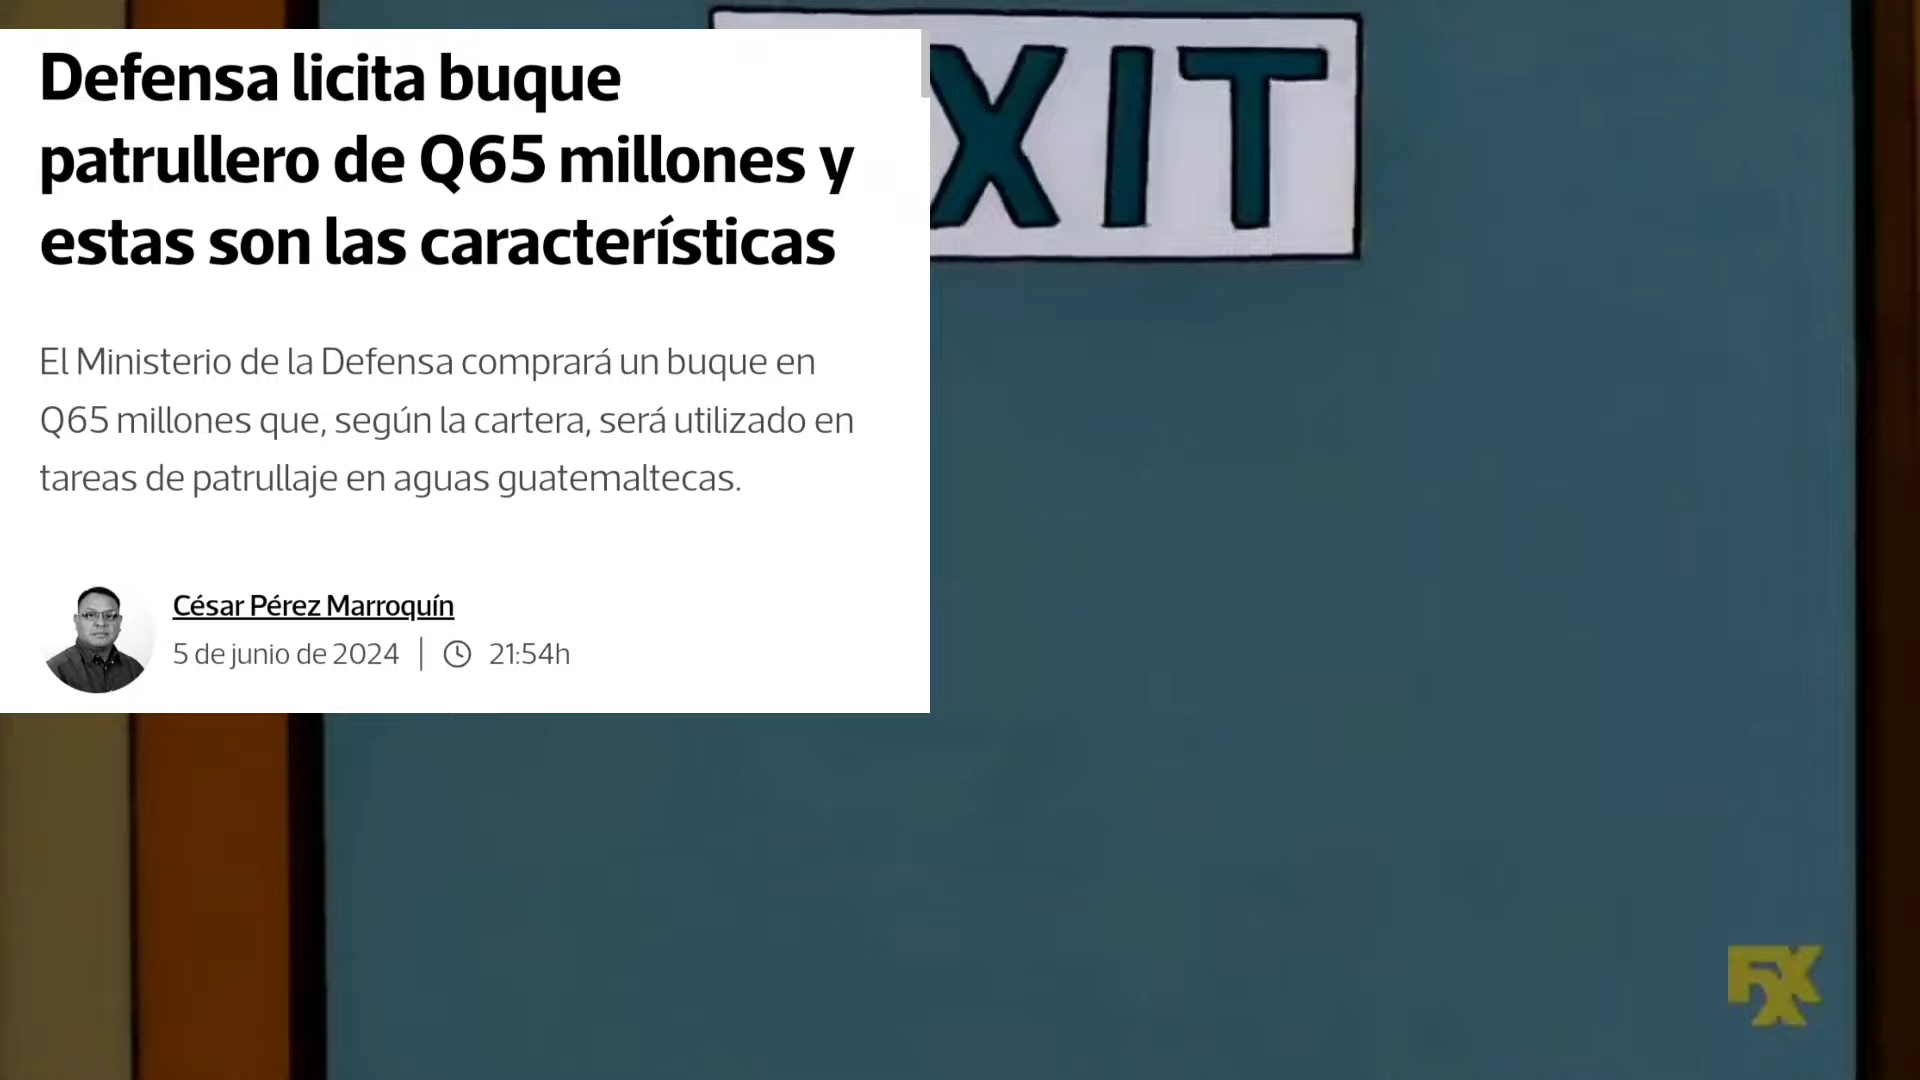 Defensa licita buque
patrullero de Q65 millones y
estas son las características
El Ministerio de la Defensa comprará un buque en
Q65 millones que, según la cartera, será utilizado en
tareas de patrullaje en aguas guatemaltecas.
César Pérez Marroquín
5 de junio de 2024 | 21:54h
XIT
FX